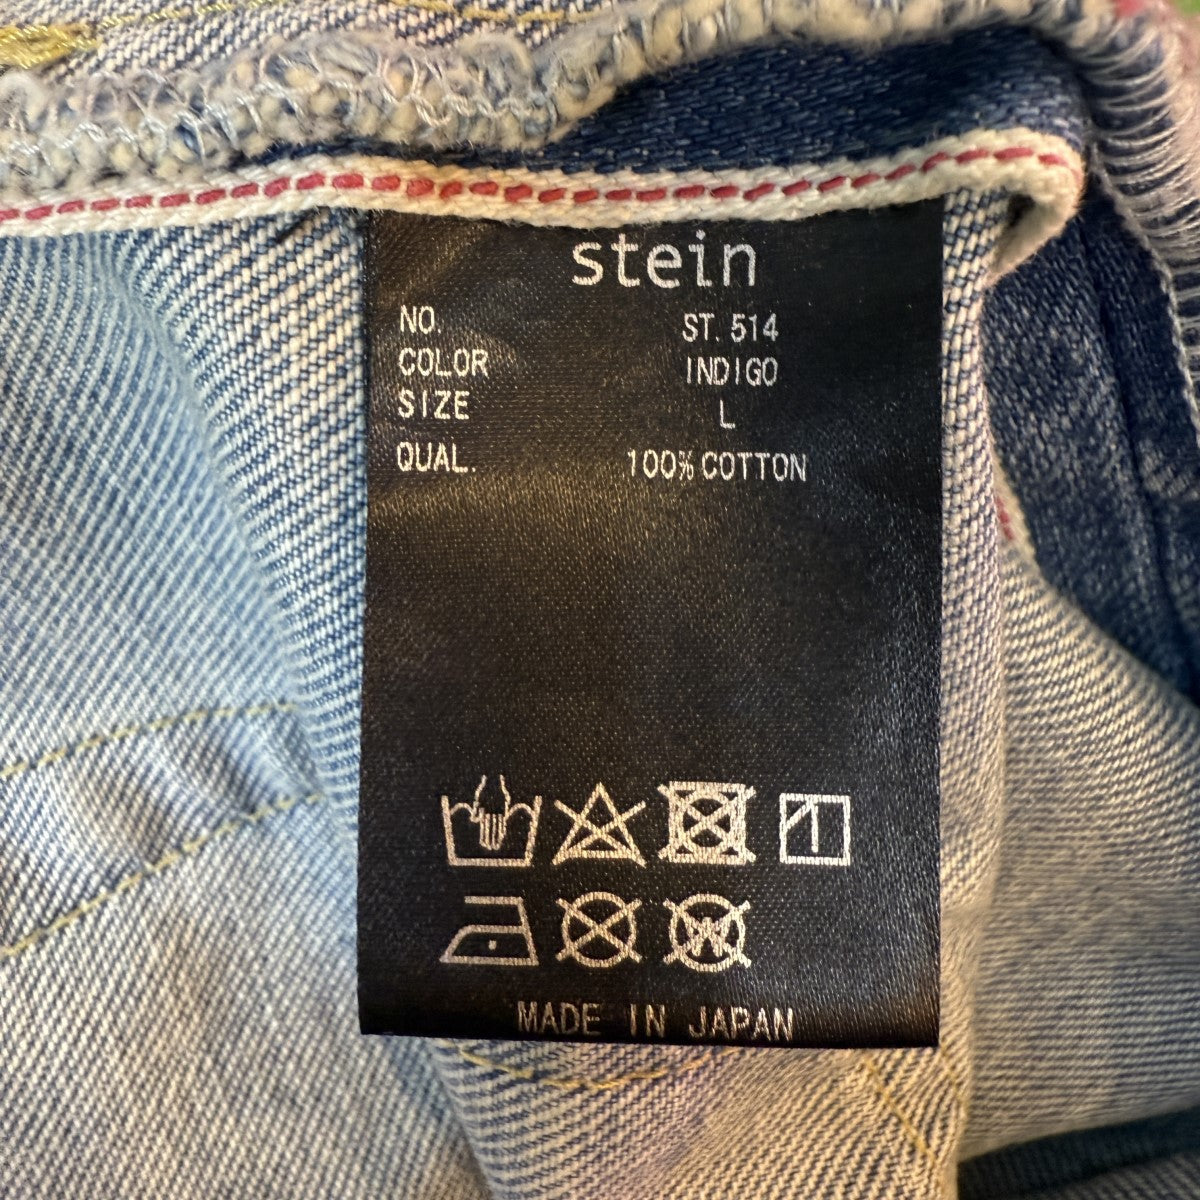 stein
NO. ST. 514
COLOR INDIGO
SIZE L
QUAL. 100% COTTON
W
MADE IN JAPAN